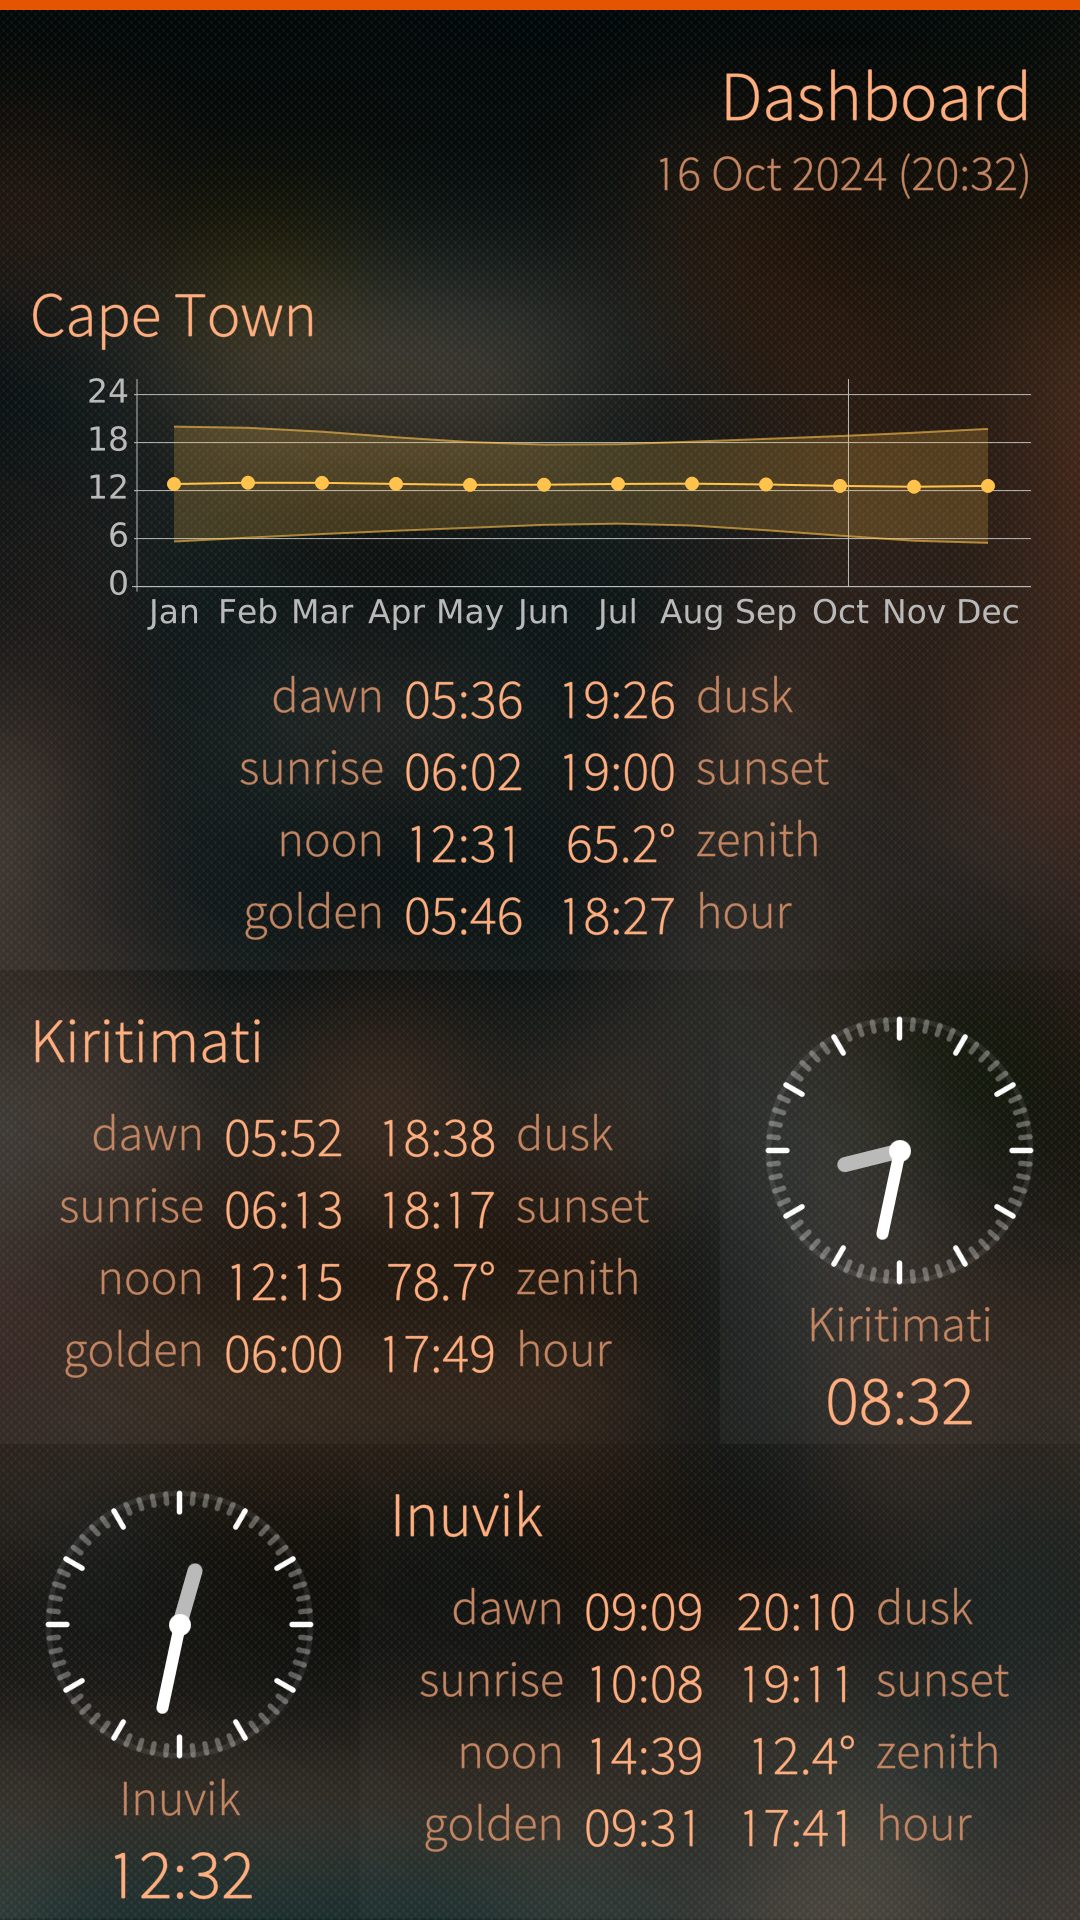 Dashboard
16 Oct 2024 (20:32)
Cape Town
24
18
12
6
0
Jan Feb Mar Apr May Jun Jul Aug Sep Oct Nov Dec
dawn 05:36 19:26 dusk
sunrise 06:02 19:00 sunset
noon 12:31 65.2° zenith
golden 05:46 18:27 hour
Kiritimati
dawn 05:52 18:38 dusk
sunrise 06:13 18:17 sunset
noon 12:15 78.7° zenith
golden 06:00 17:49 hour
Kiritimati
08:32
Inuvik
12:32
Inuvik
dawn 09:09 20:10 dusk
sunrise 10:08 19:11 sunset
noon 14:39 12.4° zenith
golden 09:31 17:41 hour